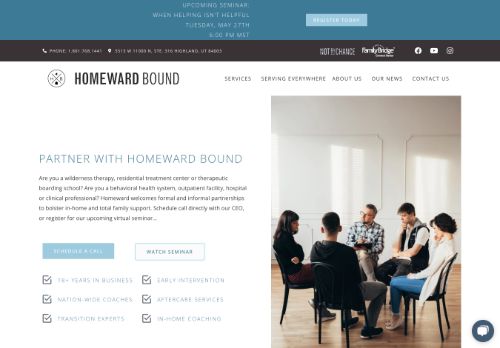 UPCOMING SEMINAR:
WHEN HELPING ISN'T HELPFUL
TUESDAY, MAY 27TH
6:00 PM MST
REGISTER TODAY
PHONE: 1.801.768.1441
5513 W 11000 N, STE. 316 HIGHLAND, UT 84003
FamilyBridge
HOMEWARD BOUND
SERVICES SERVING EVERYWHERE ABOUT US OUR NEWS CONTACT US
PARTNER WITH HOMEWARD BOUND
Are you a wilderness therapy, residential treatment center or therapeutic
boarding school? Are you a behavioral health system, outpatient facility, hospital
or clinical professional? Homeward welcomes formal and informal partnerships
to bolster in-home and total family support. Schedule call directly with our CEO,
or register for our upcoming virtual seminar...
SCHEDULE A CALL
WATCH SEMINAR
YEARS IN BUSINESS
EARLY INTERVENTION
NATION-WIDE COACHES
AFTERCARE SERVICES
TRANSITION EXPERTS
IN-HOME COACHING